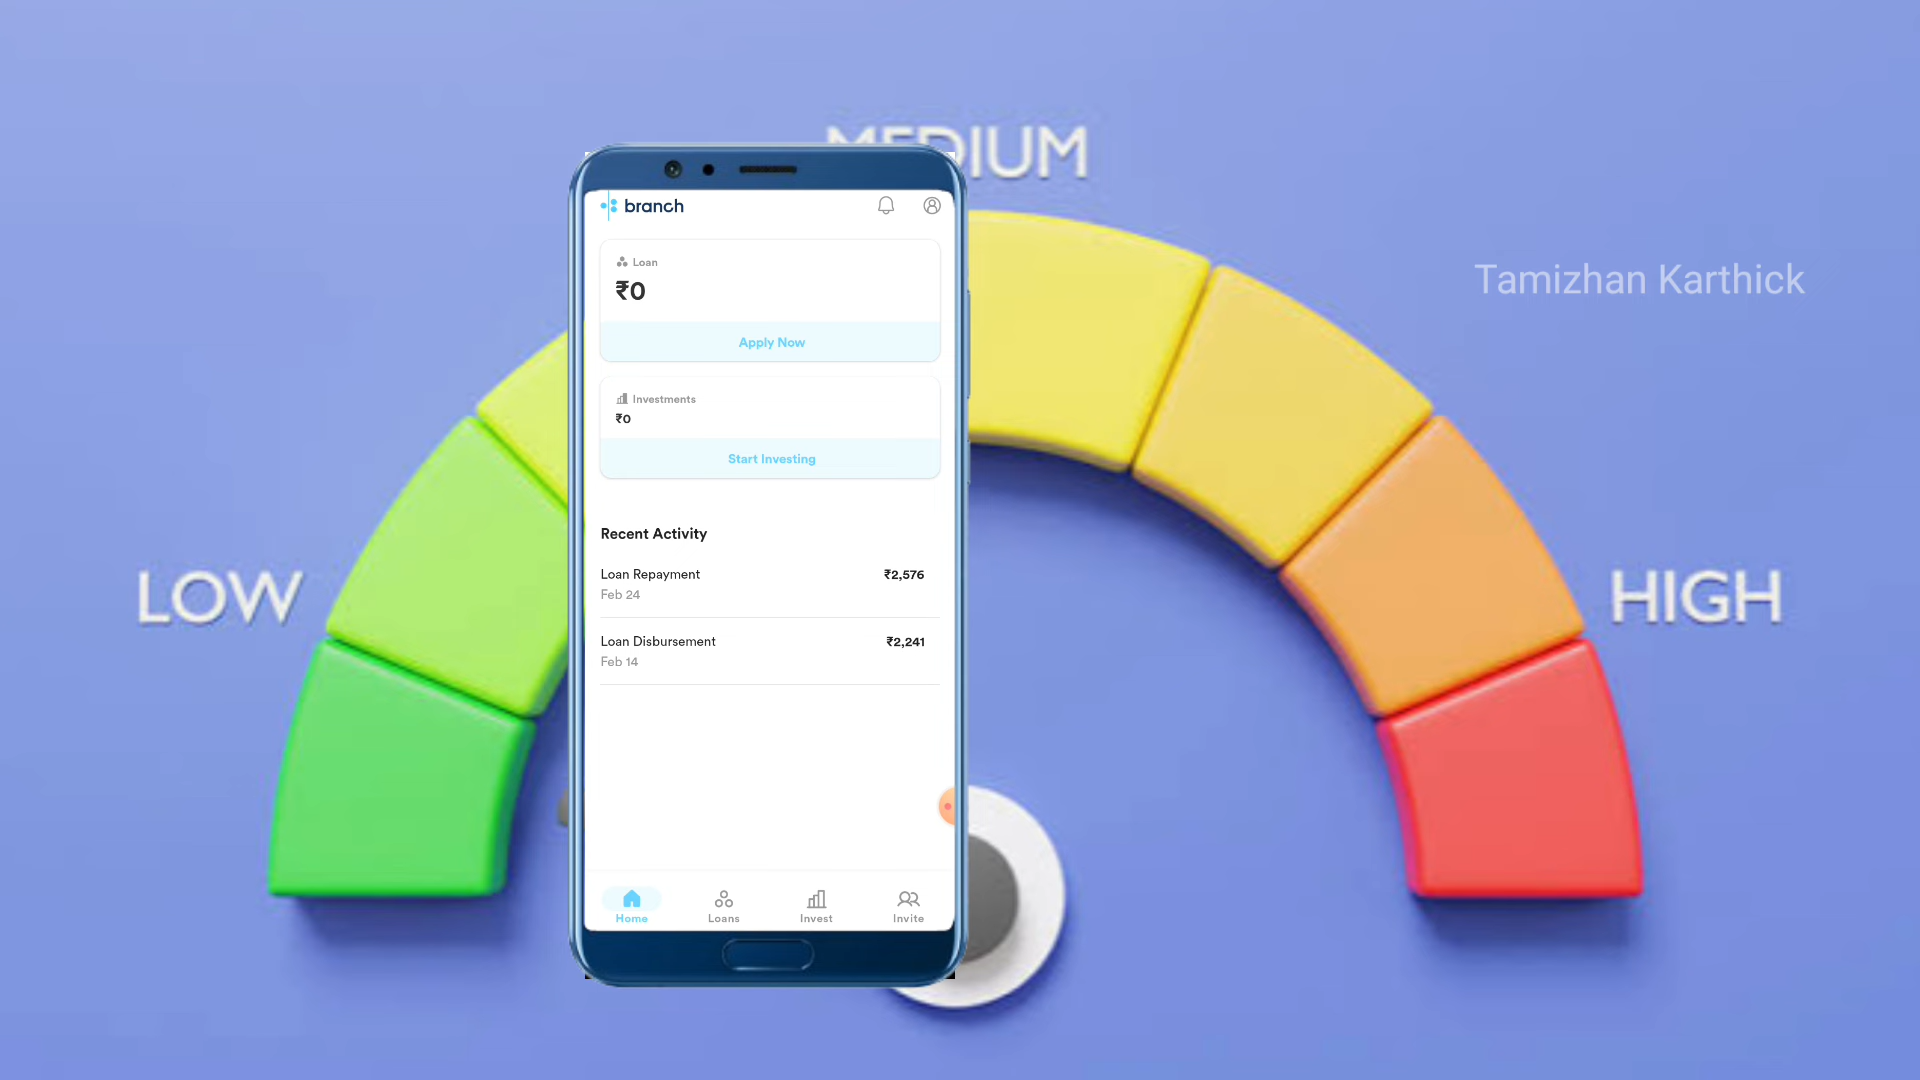 MEDIUM
Tamizhan Karthick
LOW
HIGH
branch
Loan
₹0
Apply Now
Investments
₹0
Start Investing
Recent Activity
Loan Repayment ₹2,576
Feb 24
Loan Disbursement ₹2,241
Feb 14
Home Loans Invest Invite